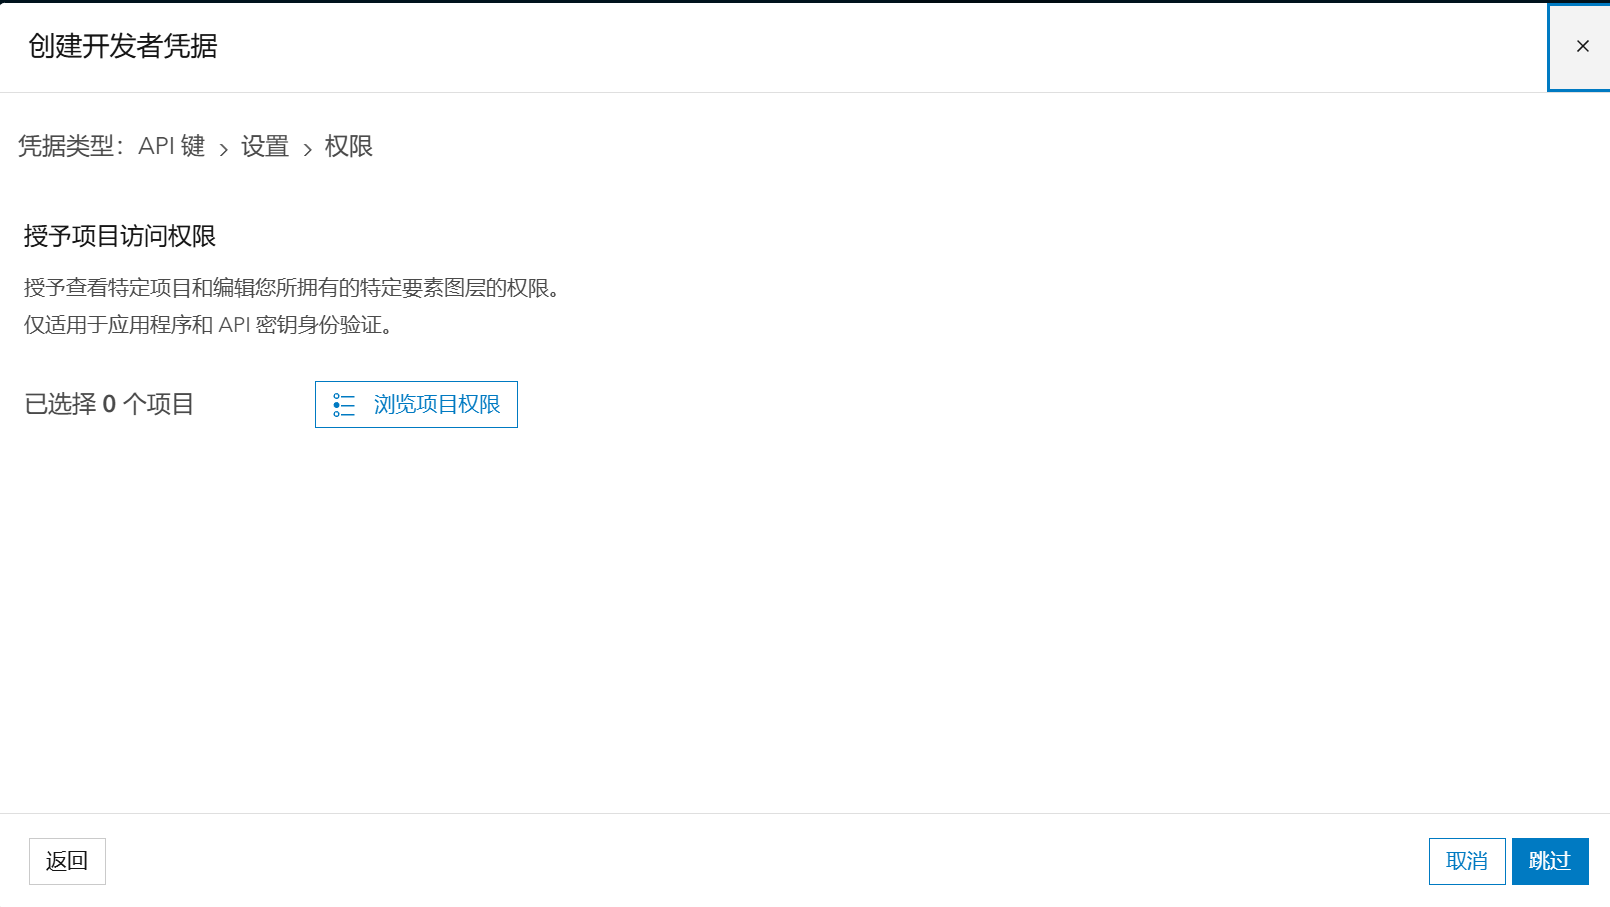 创建开发者凭据
凭据类型：API 键 › 设置 › 权限
授予项目访问权限
授予查看特定项目和编辑您所拥有的特定要素图层的权限。
仅适用于应用程序和 API 密钥身份验证。
已选择 0 个项目 浏览项目权限
返回 取消 跳过